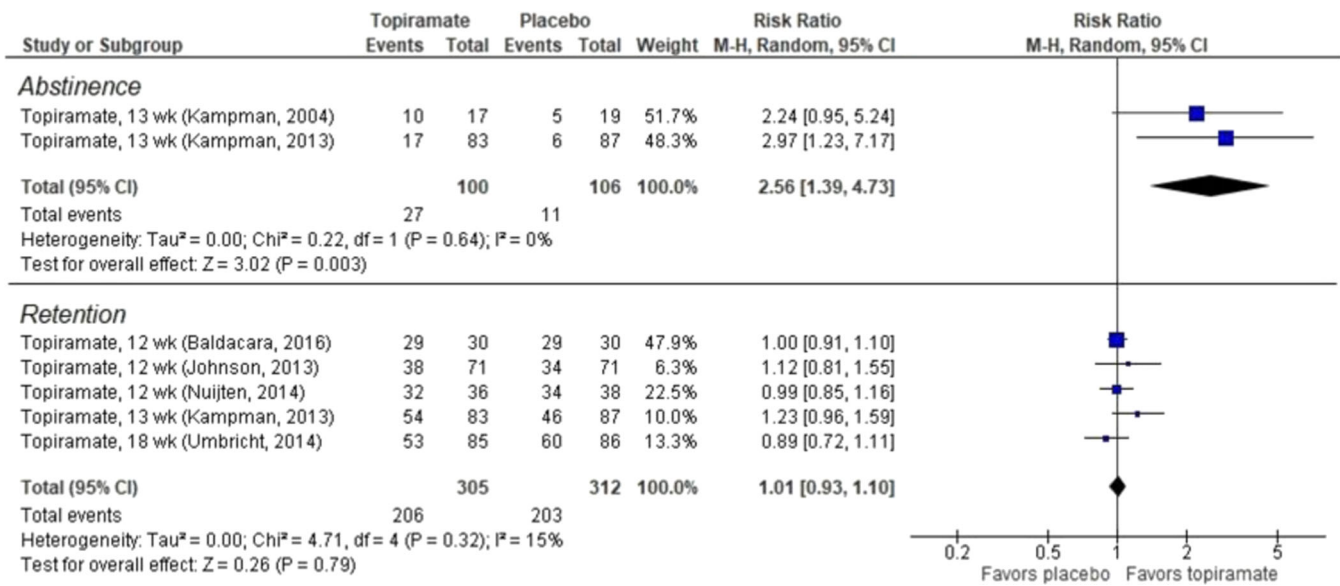 Topiramate Placebo Risk Ratio Risk Ratio
Study or Subgroup Events Total Events Total Weight M-H, Random, 95% CI M-H, Random, 95% CI
Abstinence
Topiramate, 13 wk (Kampman, 2004) 10 17 5 19 51.7% 2.24 [0.95, 5.24]
Topiramate, 13 wk (Kampman, 2013) 17 83 6 87 48.3% 2.97 [1.23, 7.17]
Total (95% CI) 100 106 100.0% 2.56 [1.39, 4.73]
Total events 27 11
Heterogeneity: Tau² = 0.00; Chi² = 0.22, df = 1 (P = 0.64); I² = 0%
Test for overall effect: Z = 3.02 (P = 0.003)
Retention
Topiramate, 12 wk (Baldacara, 2016) 29 30 29 30 47.9% 1.00 [0.91, 1.10]
Topiramate, 12 wk (Johnson, 2013) 38 71 34 71 6.3% 1.12 [0.81, 1.55]
Topiramate, 12 wk (Nuijten, 2014) 32 36 34 38 22.5% 0.99 [0.85, 1.16]
Topiramate, 13 wk (Kampman, 2013) 54 83 46 87 10.0% 1.23 [0.96, 1.59]
Topiramate, 18 wk (Umbricht, 2014) 53 85 60 86 13.3% 0.89 [0.72, 1.11]
Total (95% CI) 305 312 100.0% 1.01 [0.93, 1.10]
Total events 206 203
Heterogeneity: Tau² = 0.00; Chi² = 4.71, df = 4 (P = 0.32); I² = 15%
Test for overall effect: Z = 0.26 (P = 0.79)
0.2 0.5 1 2 5
Favors placebo Favors topiramate